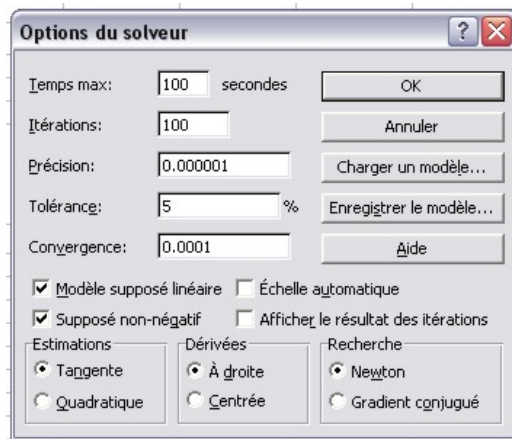 Options du solveur
Temps max: 100 secondes OK
Itérations: 100 Annuler
Précision: 0.000001 Charger un modèle...
Tolérance: 5 % Enregistrer le modèle...
Convergence: 0.0001 Aide
Modèle supposé linéaire Échelle automatique
Supposé non-négatif Afficher le résultat des itérations
Estimations Dérivées Recherche
Tangente À droite Newton
Quadratique Centrée Gradient conjugué